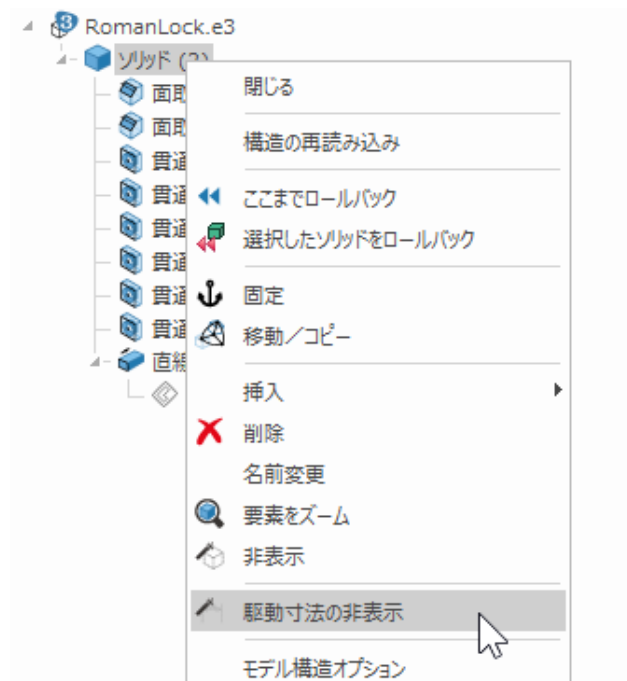 RomanLock.e3
ソリッド (2)
面取
面取
貫通
貫通
貫通
貫通
貫通
貫通
直線
閉じる
構造の再読み込み
ここまでロールバック
選択したソリッドをロールバック
固定
移動／コピー
挿入
削除
名前変更
要素をズーム
非表示
駆動寸法の非表示
モデル構造オプション